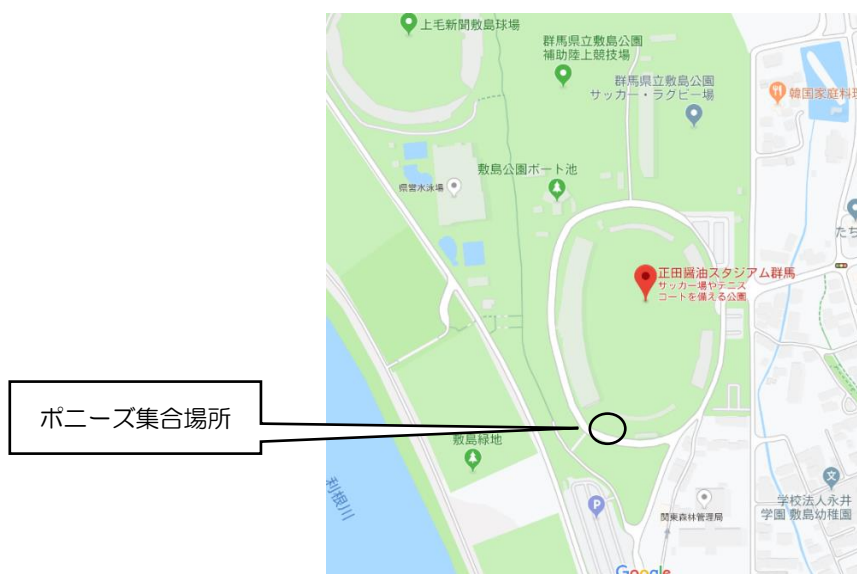 上毛新聞敷島球場
群馬県立敷島公園
補助陸上競技場
群馬県立敷島公園
サッカー・ラグビー場
韓国家庭料理
敷島公園ボート池
県営水泳場
たち
正田醤油スタジアム群馬
サッカー場やテニス
コートを備える公園
ポニーズ集合場所
敷島緑地
利根川
P
関東森林管理局
文
学校法人永井
学園 敷島幼稚園
Google